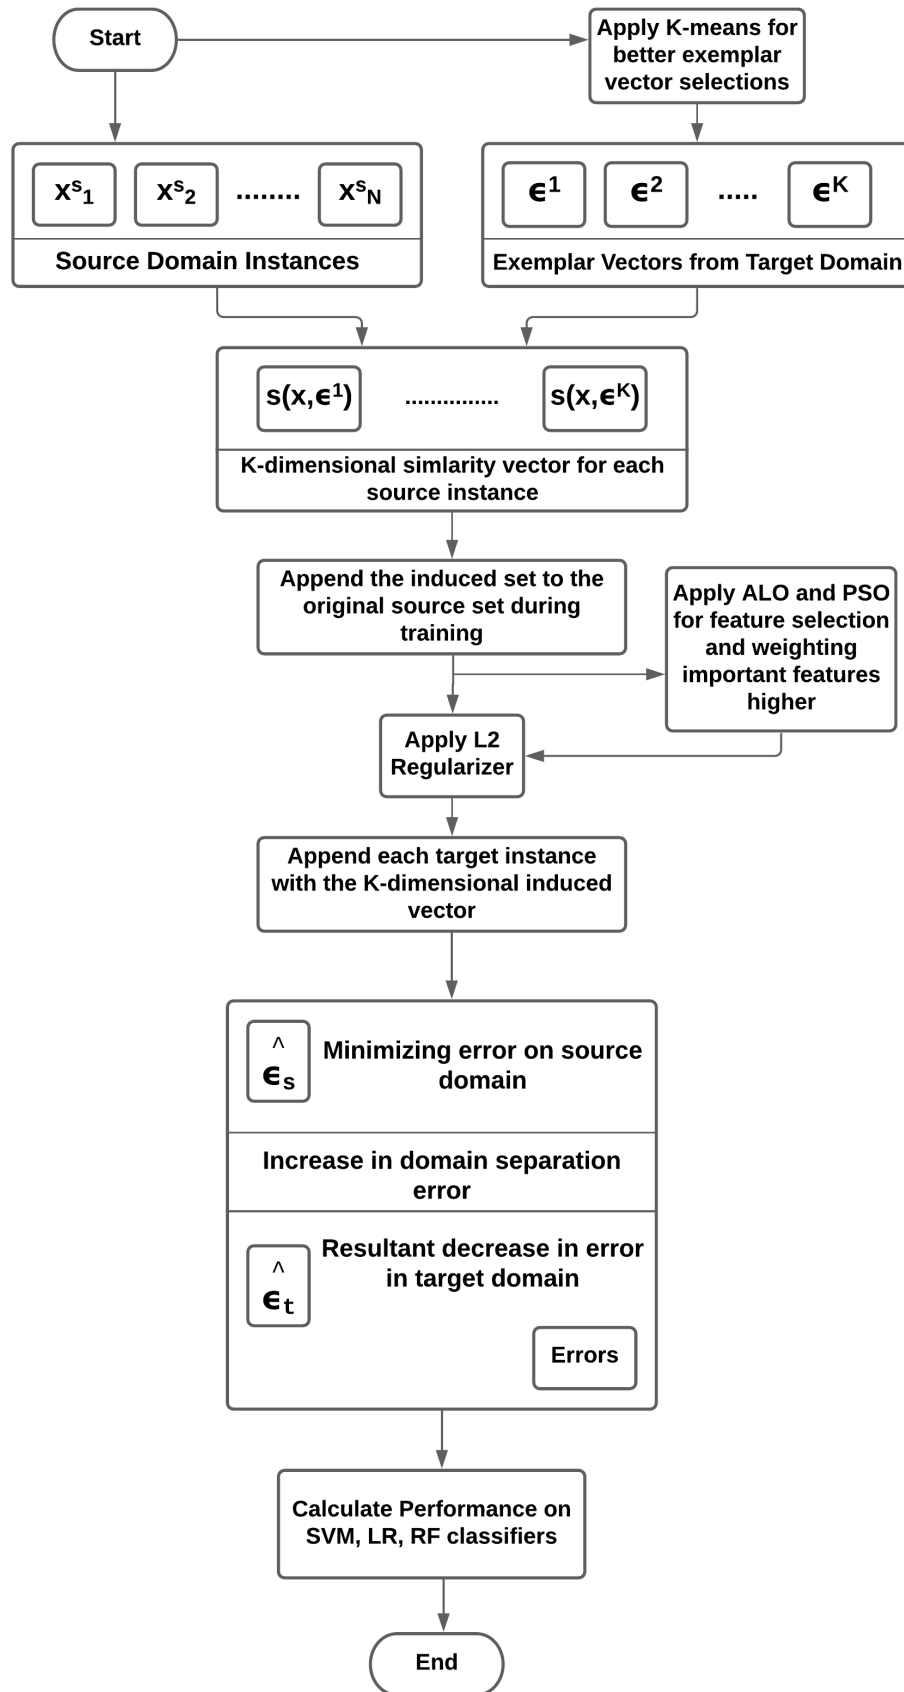 Start
Apply K-means for
better exemplar
vector selections
xˢ₁ xˢ₂ ........ xˢN
Source Domain Instances
ϵ¹ ϵ² ..... ϵᴷ
Exemplar Vectors from Target Domain
s(x,ϵ¹) ............... s(x,ϵᴷ)
K-dimensional simlarity vector for each
source instance
Append the induced set to the
original source set during
training
Apply ALO and PSO
for feature selection
and weighting
important features
higher
Apply L2
Regularizer
Append each target instance
with the K-dimensional induced
vector
^
ϵₛ
Minimizing error on source
domain
Increase in domain separation
error
^
ϵₜ
Resultant decrease in error
in target domain
Errors
Calculate Performance on
SVM, LR, RF classifiers
End